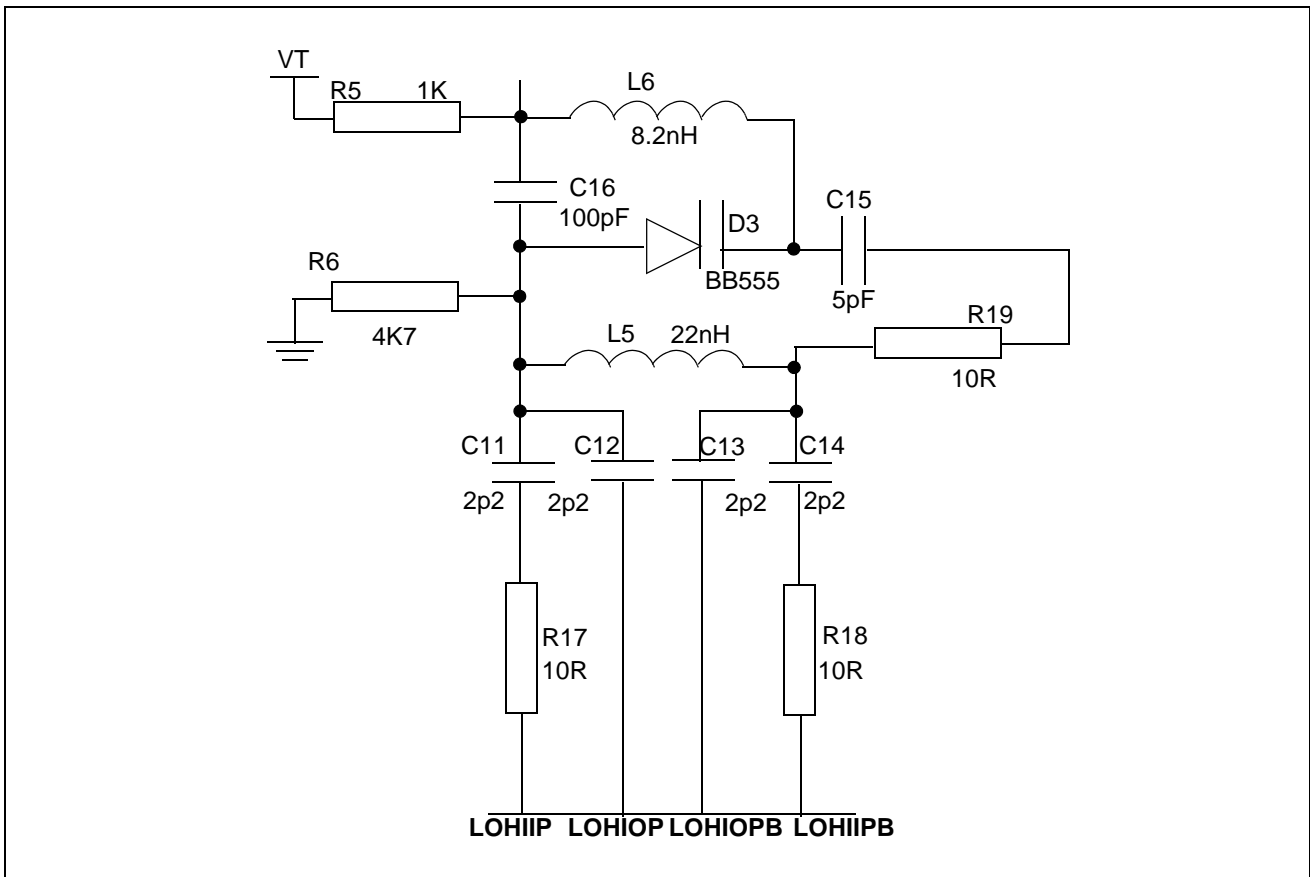 VT
R5 1K
L6
8.2nH
C16
100pF
C15
D3
BB555
5pF
R6
4K7
L5 22nH
R19
10R
C11 C12 C13 C14
2p2 2p2 2p2 2p2
R17
10R
R18
10R
LOHIIP LOHIOP LOHIOPB LOHIIPB